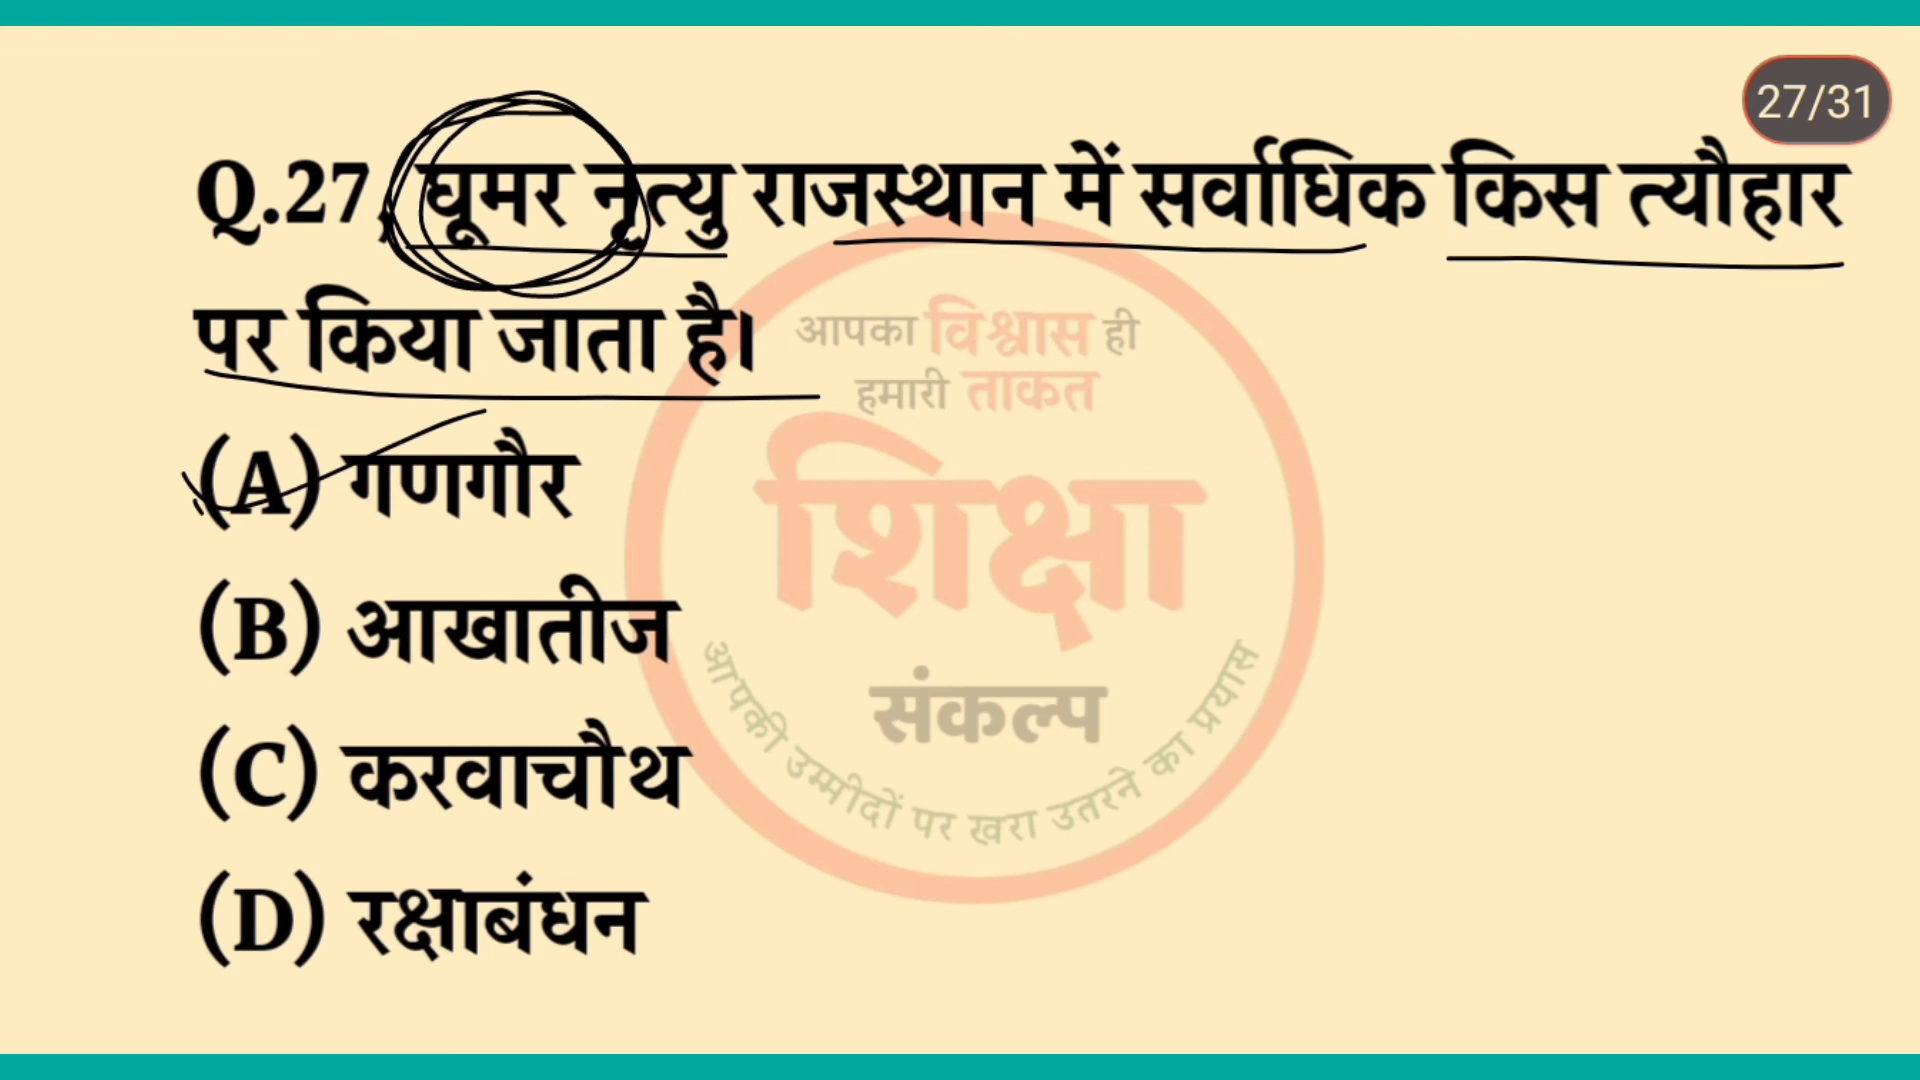 27/31
Q.27, घूमर नृत्यु राजस्थान में सर्वाधिक किस त्यौहार
पर किया जाता है।
(A) गणगौर
(B) आखातीज
(C) करवाचौथ
(D) रक्षाबंधन
आपका विश्वास ही
हमारी ताकत
शिक्षा
संकल्प
आपकी उम्मीदों पर खरा उतरने का प्रयास